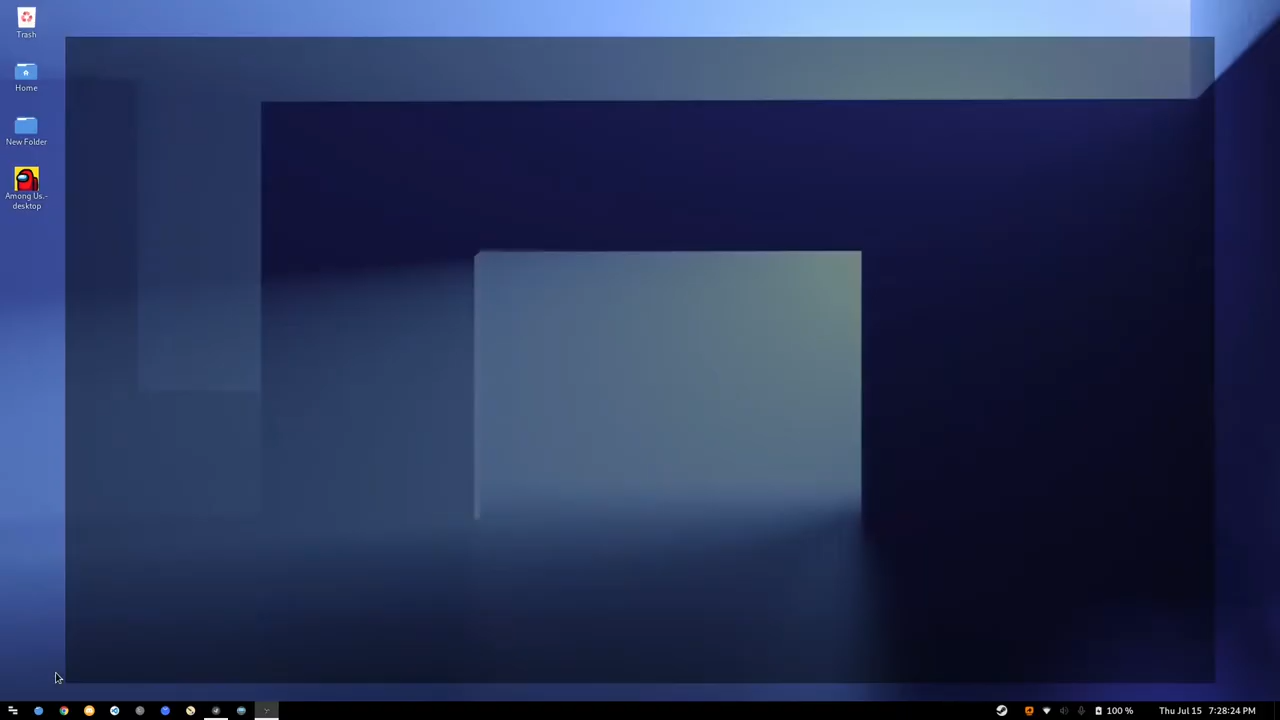 Trash
Home
New Folder
Among Us.-
desktop
100 %
Thu Jul 15
7:28:24 PM